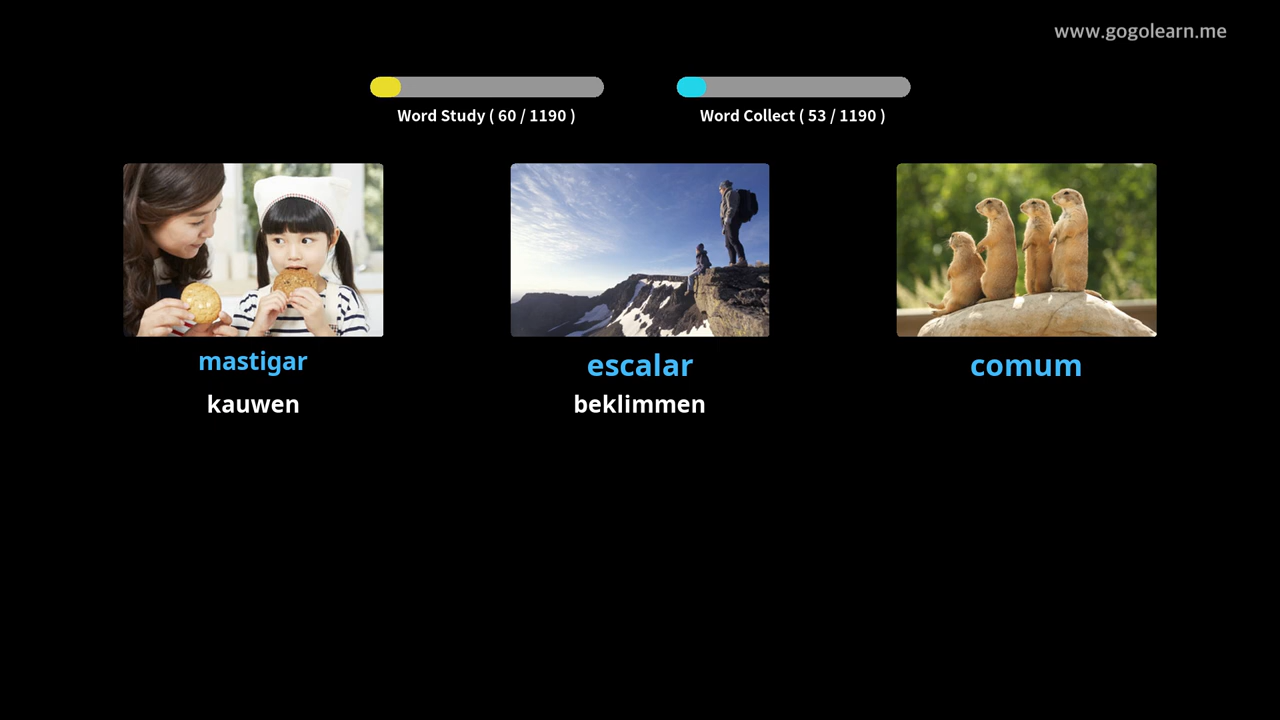 www.gogolearn.me
Word Study ( 60 / 1190 )
Word Collect ( 53 / 1190 )
mastigar
escalar
comum
kauwen
beklimmen